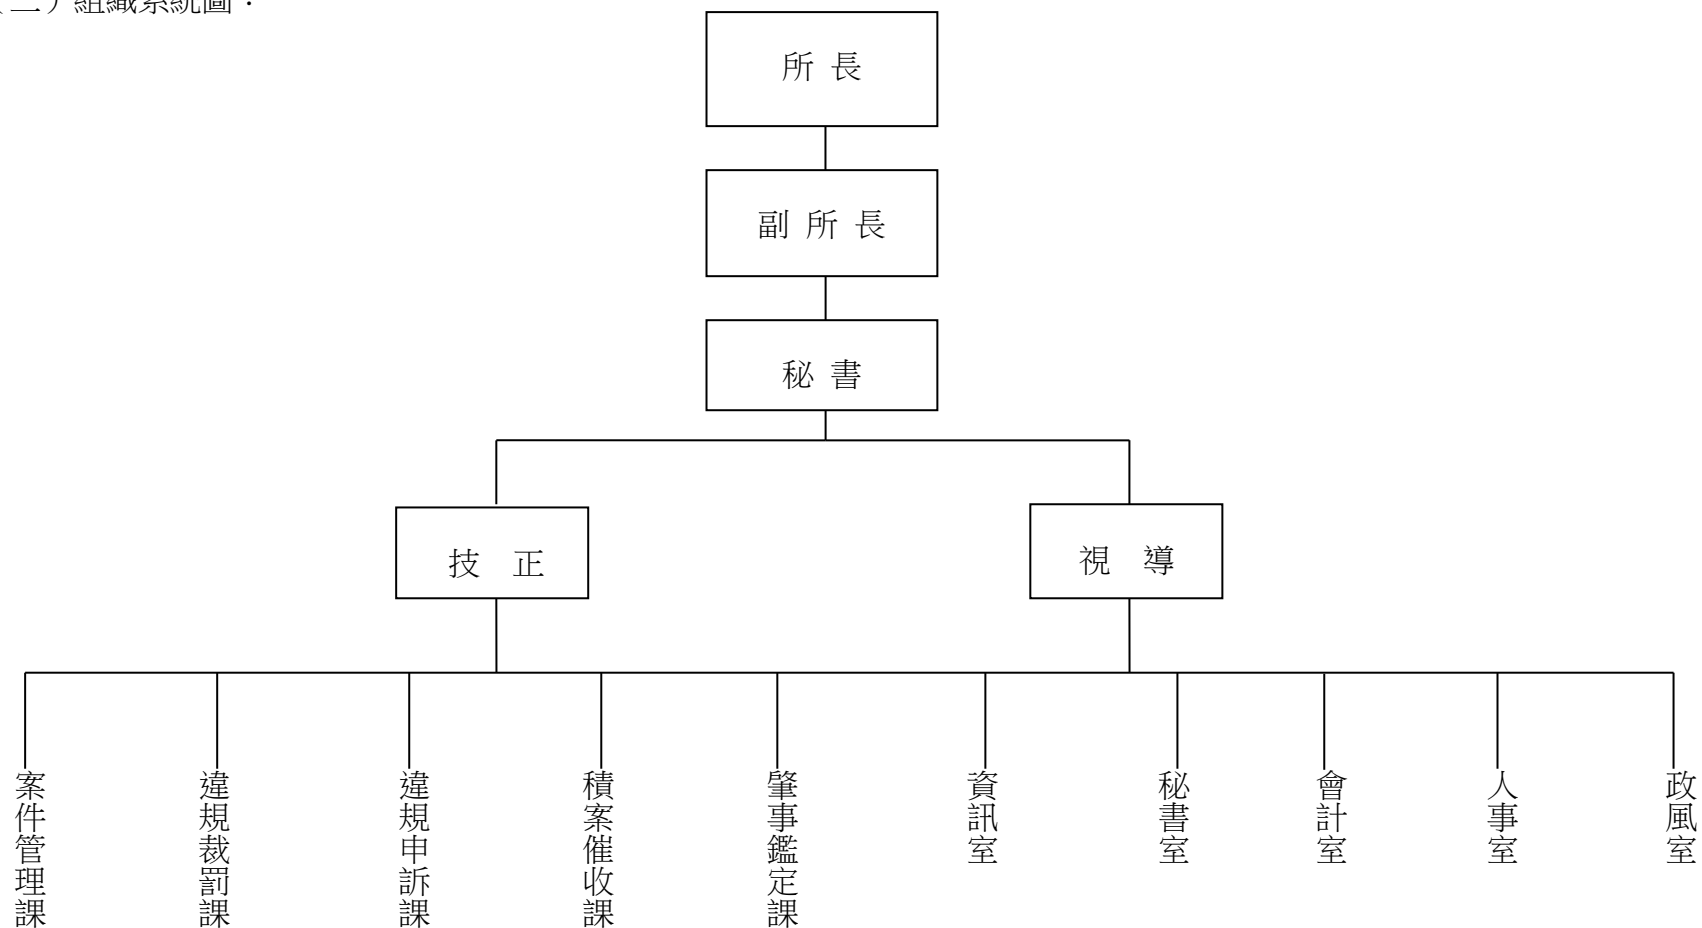 組織系統圖：
所 長
副 所 長
秘 書
技 正
視 導
案件管理課
違規裁罰課
違規申訴課
積案催收課
肇事鑑定課
資訊室
秘書室
會計室
人事室
政風室